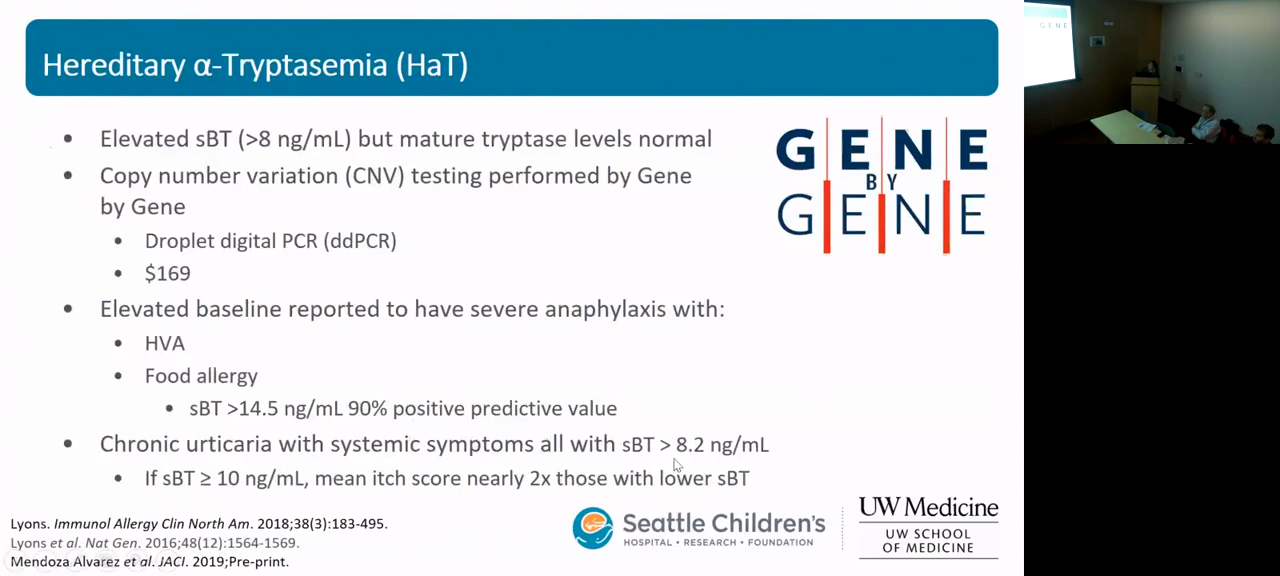 Hereditary α-Tryptasemia (HaT)
• Elevated sBT (>8 ng/mL) but mature tryptase levels normal
• Copy number variation (CNV) testing performed by Gene
by Gene
• Droplet digital PCR (ddPCR)
• $169
• Elevated baseline reported to have severe anaphylaxis with:
• HVA
• Food allergy
• sBT >14.5 ng/mL 90% positive predictive value
• Chronic urticaria with systemic symptoms all with sBT > 8.2 ng/mL
• If sBT ≥ 10 ng/mL, mean itch score nearly 2x those with lower sBT
GENE
BY
GENE
Lyons. Immunol Allergy Clin North Am. 2018;38(3):183-495.
Lyons et al. Nat Gen. 2016;48(12):1564-1569.
Mendoza Alvarez et al. JACI. 2019;Pre-print.
Seattle Children's
HOSPITAL • RESEARCH • FOUNDATION
UW Medicine
UW SCHOOL
OF MEDICINE
GENE